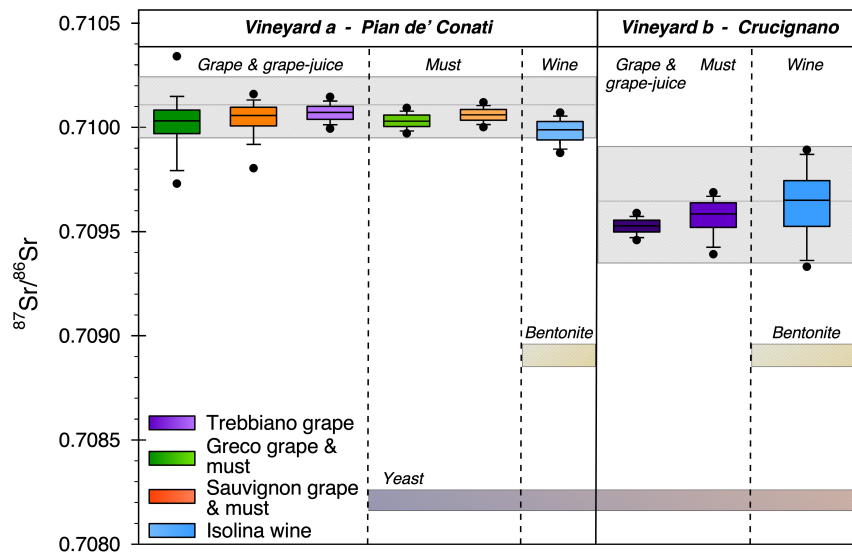 Vineyard a - Pian de' Conati
Vineyard b - Crucignano
Grape & grape-juice
Must
Wine
Grape &
grape-juice
Must
Wine
0.7105
0.7100
0.7095
0.7090
0.7085
0.7080
87Sr/86Sr
Bentonite
Bentonite
Yeast
Trebbiano grape
Greco grape &
must
Sauvignon grape
& must
Isolina wine